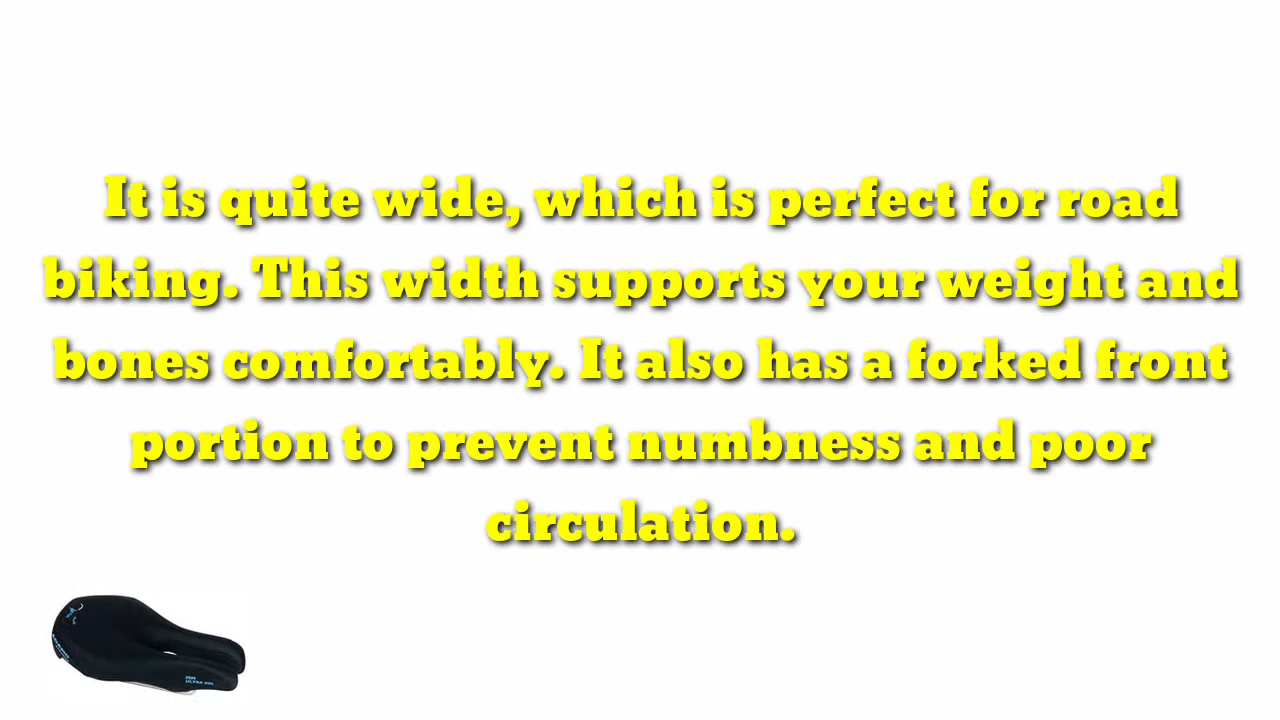 It is quite wide, which is perfect for road
biking. This width supports your weight and
bones comfortably. It also has a forked front
portion to prevent numbness and poor
circulation.